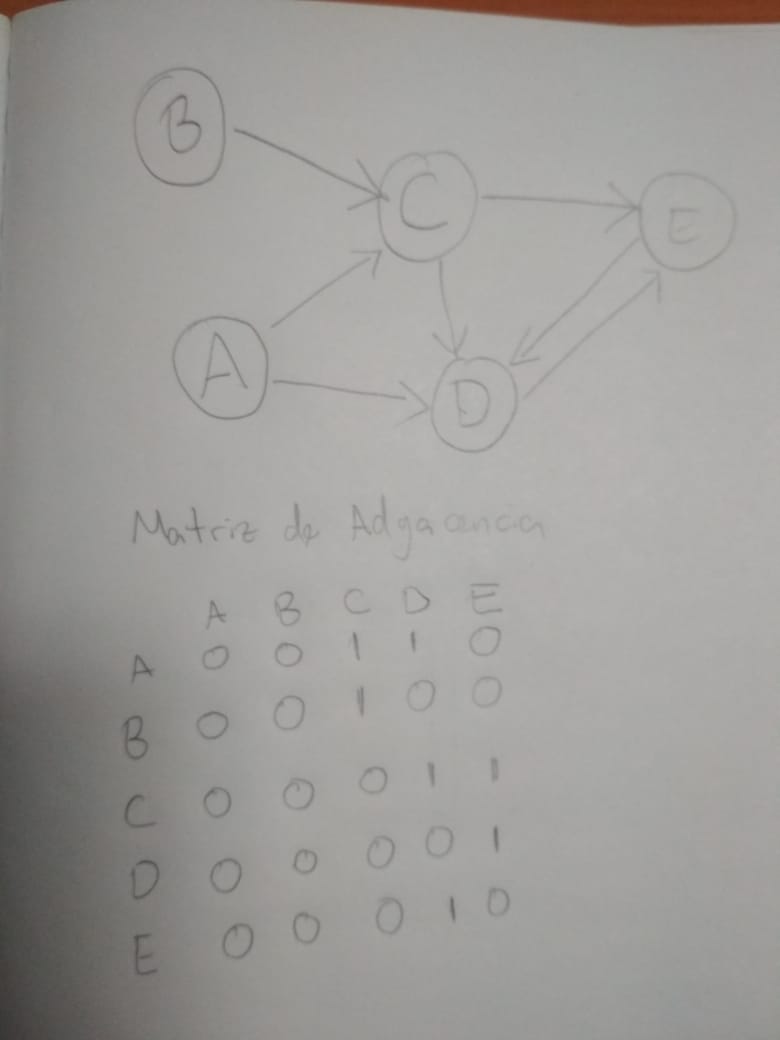 B
C
E
A
D
Matriz de Adgacencia
A B C D E
A 0 0 1 1 0
B 0 0 1 0 0
C 0 0 0 1 1
D 0 0 0 0 1
E 0 0 0 1 0